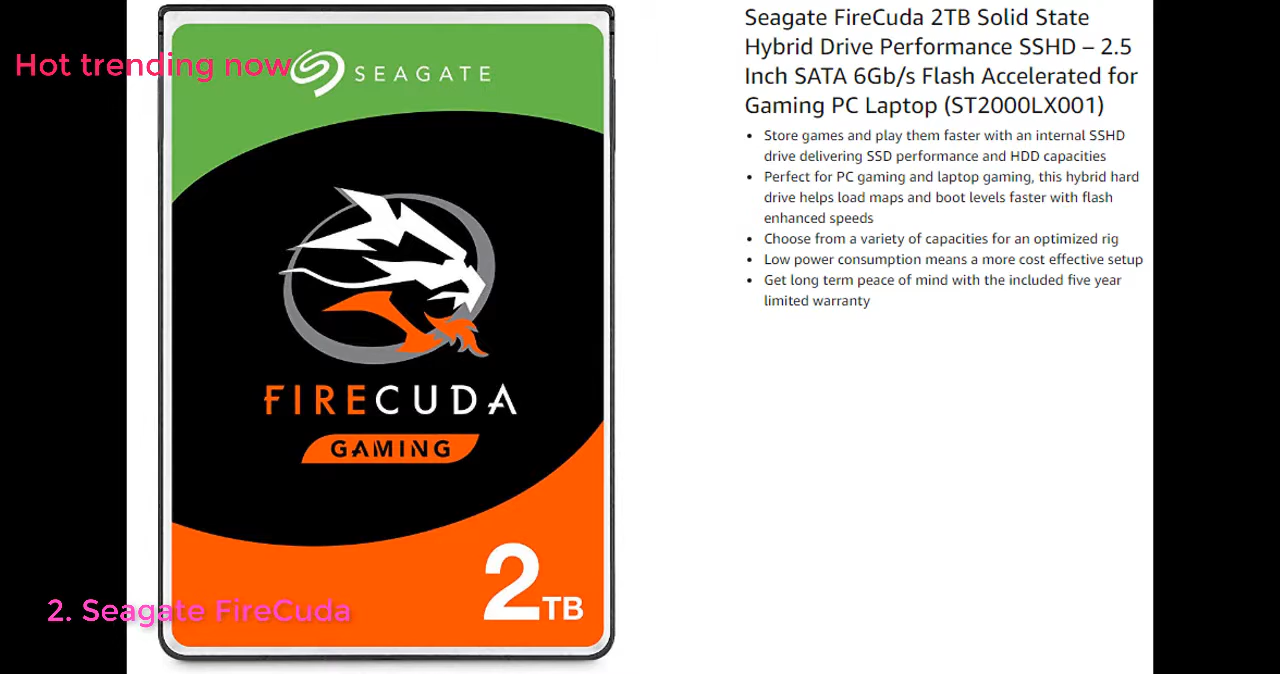 Hot trending now
SEAGATE
FIRECUDA
GAMING
2TB
2. Seagate FireCuda
Seagate FireCuda 2TB Solid State
Hybrid Drive Performance SSHD – 2.5
Inch SATA 6Gb/s Flash Accelerated for
Gaming PC Laptop (ST2000LX001)
• Store games and play them faster with an internal SSHD
drive delivering SSD performance and HDD capacities
• Perfect for PC gaming and laptop gaming, this hybrid hard
drive helps load maps and boot levels faster with flash
enhanced speeds
• Choose from a variety of capacities for an optimized rig
• Low power consumption means a more cost effective setup
• Get long term peace of mind with the included five year
limited warranty